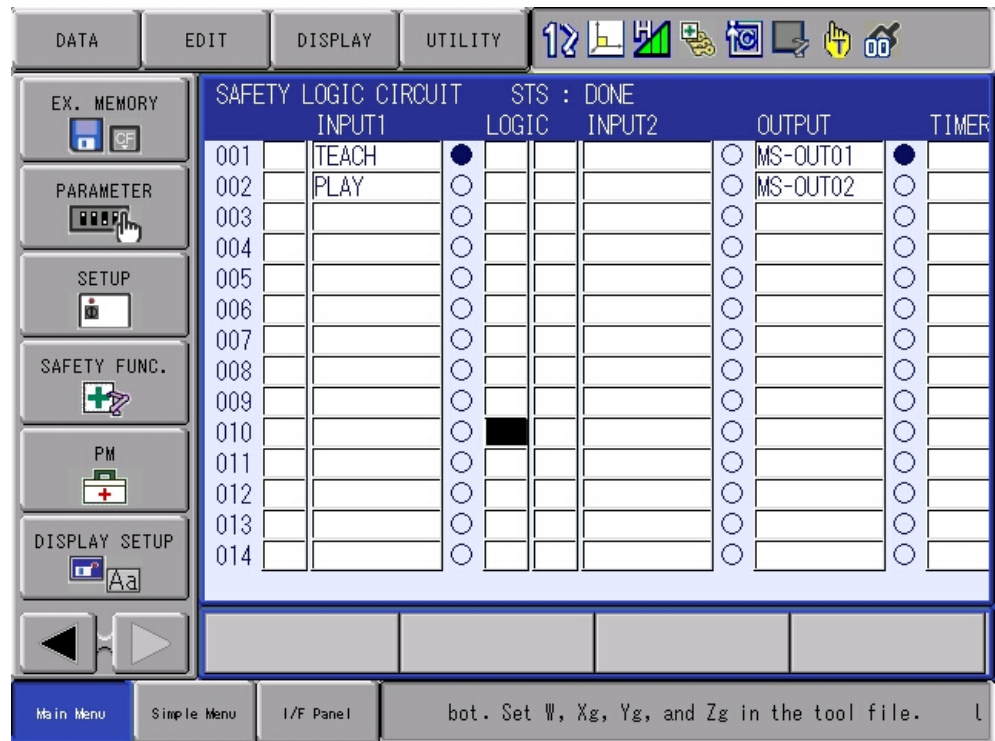 DATA EDIT DISPLAY UTILITY
12
EX. MEMORY
CF
PARAMETER
SETUP
SAFETY FUNC.
PM
DISPLAY SETUP
Aa
SAFETY LOGIC CIRCUIT STS : DONE
INPUT1 LOGIC INPUT2 OUTPUT TIMER
001 TEACH MS-OUT01
002 PLAY MS-OUT02
003
004
005
006
007
008
009
010
011
012
013
014
Main Menu Simple Menu I/F Panel bot. Set W, Xg, Yg, and Zg in the tool file. l